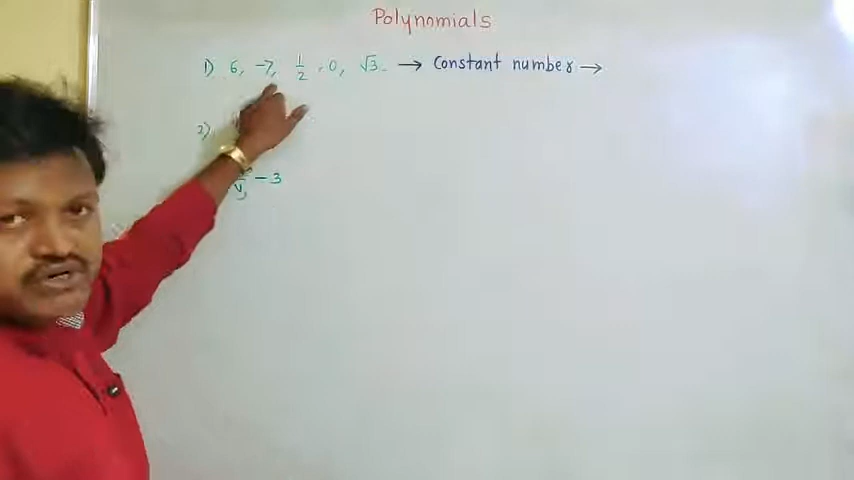 Polynomials
1) 6, -7, 1/2, 0, √3. → Constant number →
2)
- 3